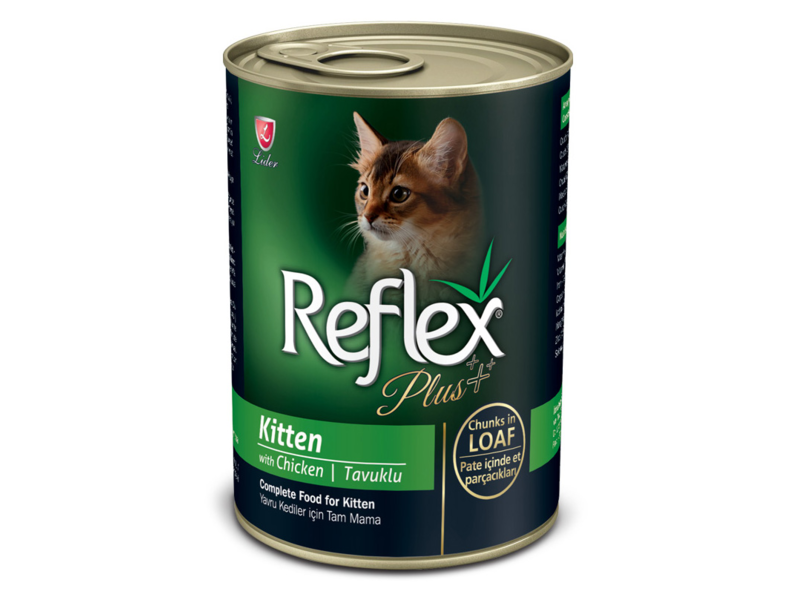 Lider
Reflex®
Plus+++
Kitten
with Chicken | Tavuklu
Complete Food for Kitten
Yavru Kediler için Tam Mama
Chunks in
LOAF
Pate içinde et
parçacıkları